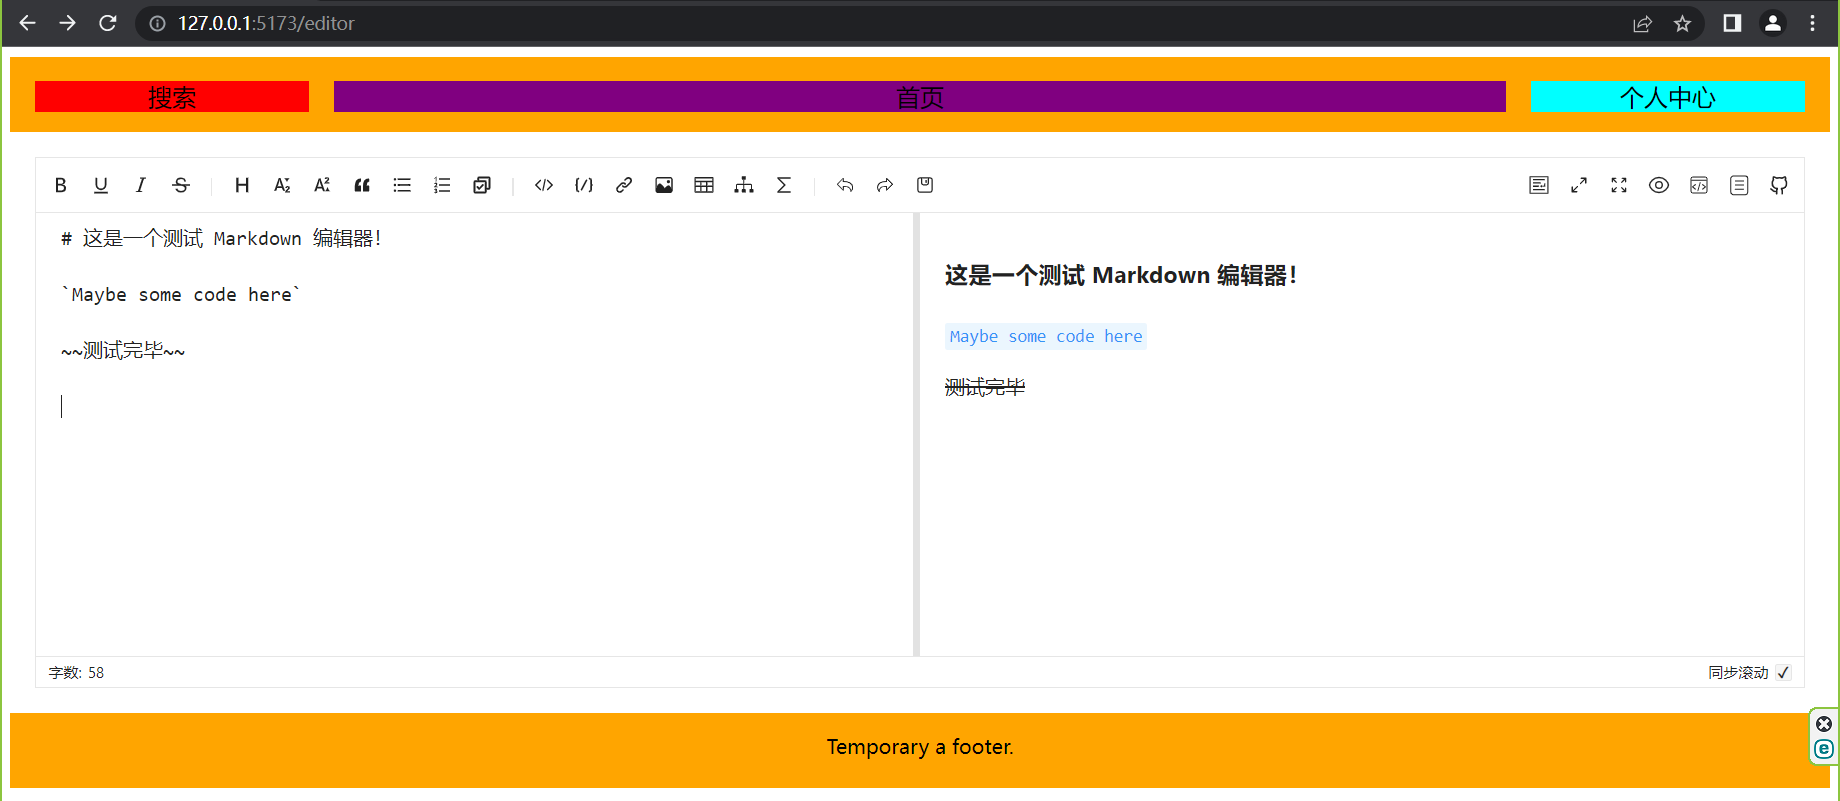 127.0.0.1:5173/editor
搜索
首页
个人中心
# 这是一个测试 Markdown 编辑器!
`Maybe some code here`
~~测试完毕~~
这是一个测试 Markdown 编辑器!
Maybe some code here
测试完毕
字数: 58
同步滚动
Temporary a footer.